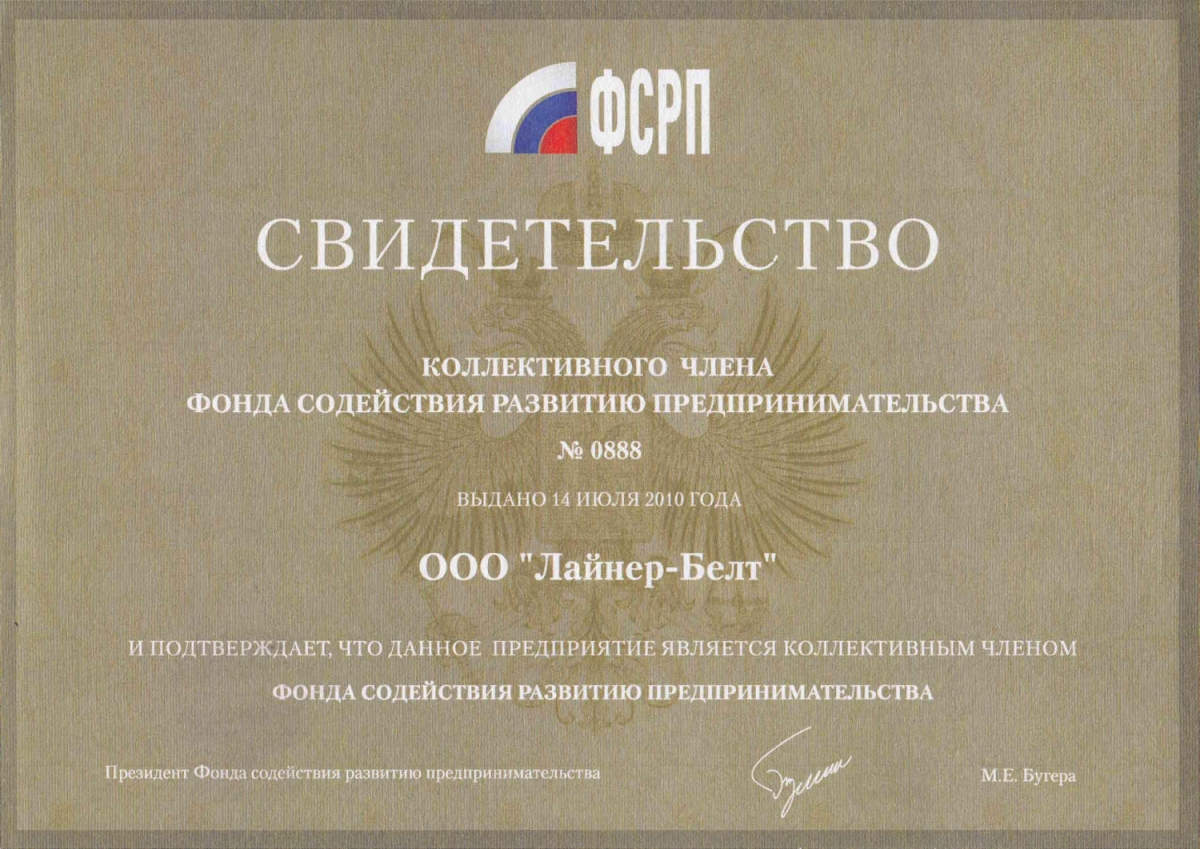 ФСРП
СВИДЕТЕЛЬСТВО
КОЛЛЕКТИВНОГО ЧЛЕНА
ФОНДА СОДЕЙСТВИЯ РАЗВИТИЮ ПРЕДПРИНИМАТЕЛЬСТВА
№ 0888
ВЫДАНО 14 ИЮЛЯ 2010 ГОДА
ООО "Лайнер-Белт"
И ПОДТВЕРЖДАЕТ, ЧТО ДАННОЕ ПРЕДПРИЯТИЕ ЯВЛЯЕТСЯ КОЛЛЕКТИВНЫМ ЧЛЕНОМ
ФОНДА СОДЕЙСТВИЯ РАЗВИТИЮ ПРЕДПРИНИМАТЕЛЬСТВА
Президент Фонда содействия развитию предпринимательства М.Е. Бугера